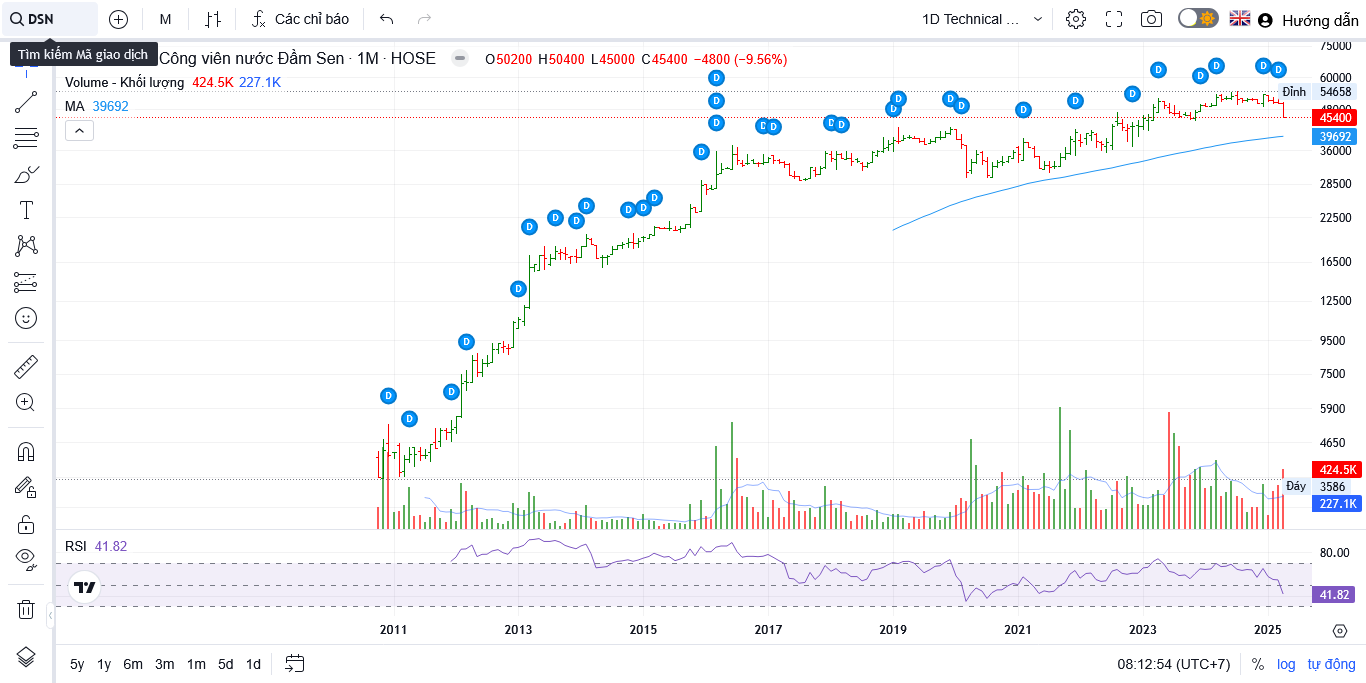 DSN
M
Các chỉ báo
1D Technical ...
Hướng dẫn
Tìm kiếm Mã giao dịch
Công viên nước Đầm Sen · 1M · HOSE
O50200 H50400 L45000 C45400 −4800 (−9.56%)
Volume - Khối lượng 424.5K 227.1K
MA 39692
75000
60000
Đỉnh 54658
48000
45400
39692
36000
28500
22500
16500
12500
9500
7500
5900
4650
424.5K
Đáy 3586
227.1K
D D D D D D D D D D D D D D D D D D D D D D D D D D D D D D D D D D D
RSI 41.82
80.00
41.82
2011 2013 2015 2017 2019 2021 2023 2025
5y 1y 6m 3m 1m 5d 1d
08:12:54 (UTC+7) % log tự động